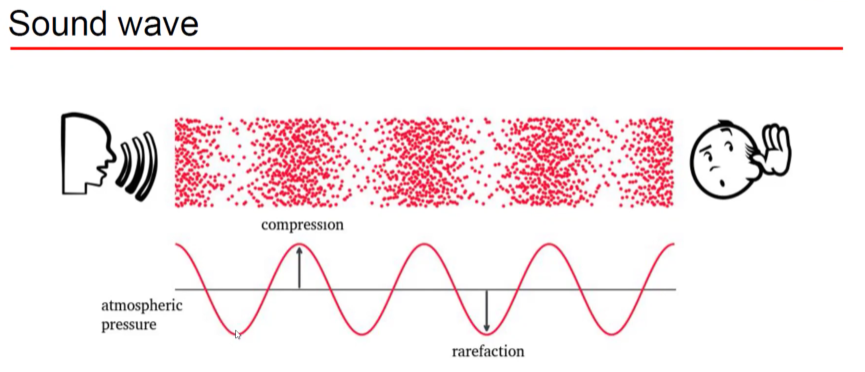 Sound wave
compression
atmospheric
pressure
rarefaction